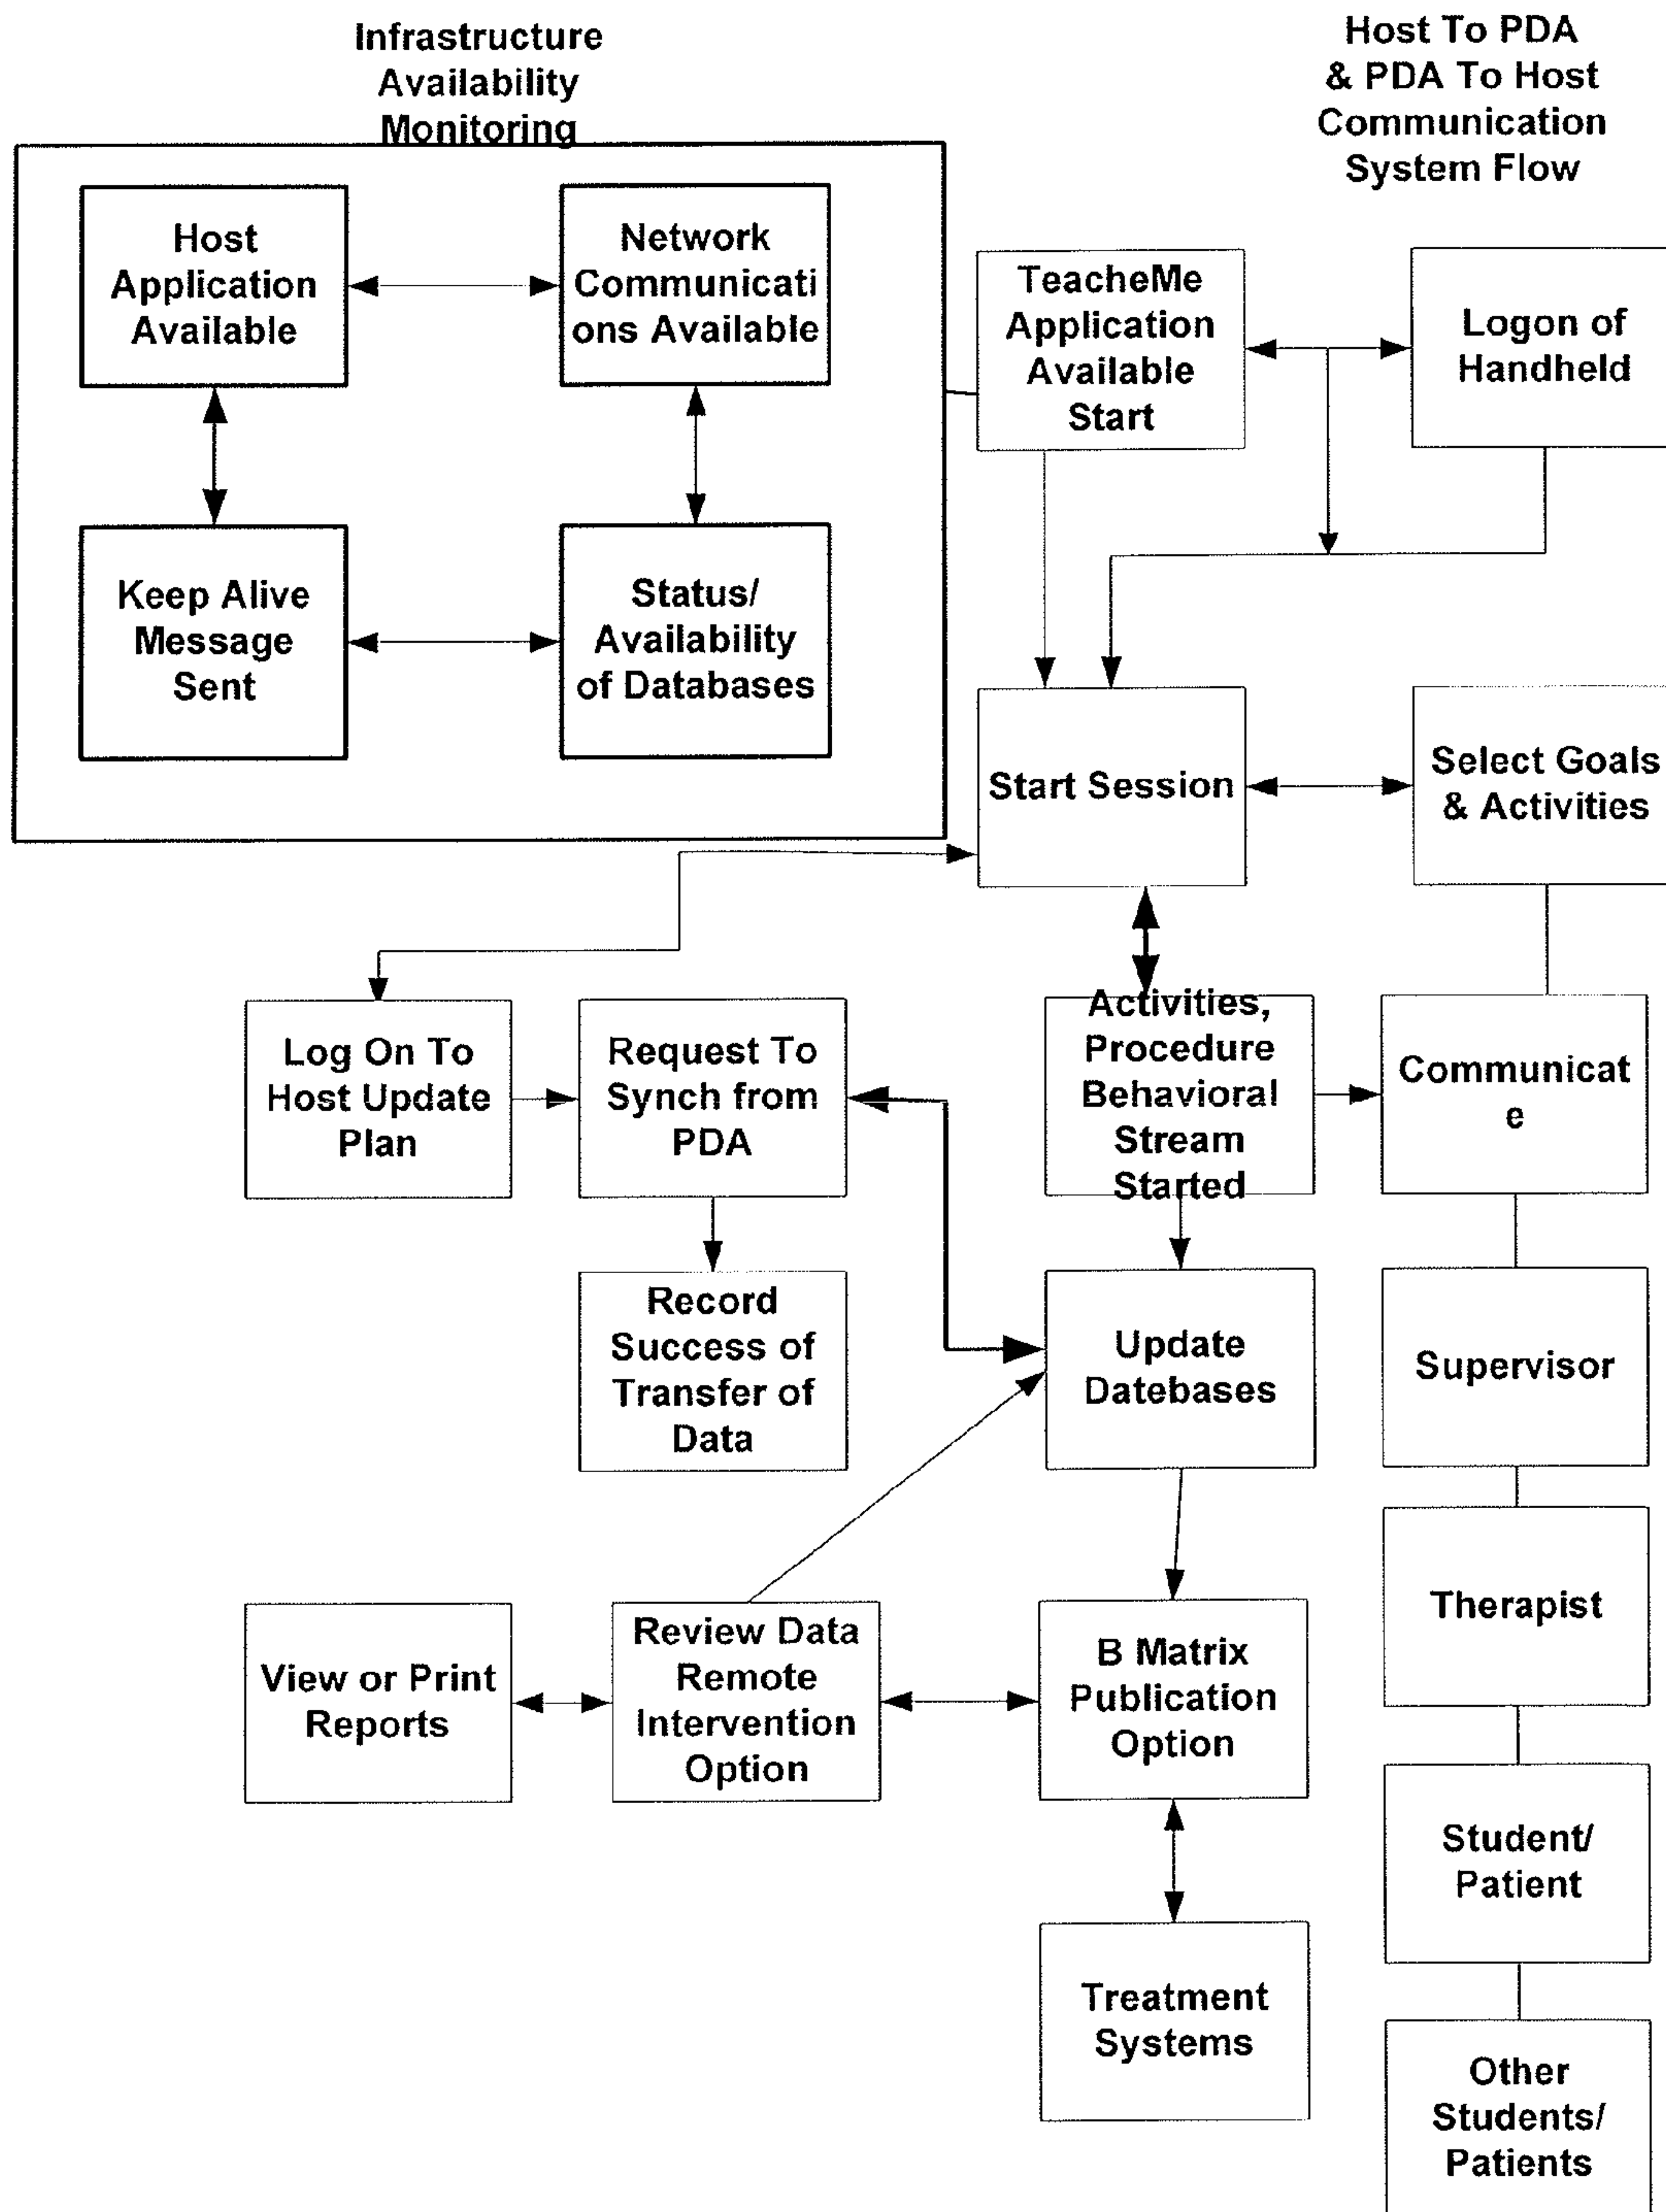 Infrastructure
Availability
Monitoring
Host To PDA
& PDA To Host
Communication
System Flow
Host
Application
Available
Network
Communicati
ons Available
TeacheMe
Application
Available
Start
Logon of
Handheld
Keep Alive
Message
Sent
Status/
Availability
of Databases
Start Session
Select Goals
& Activities
Log On To
Host Update
Plan
Request To
Synch from
PDA
Activities,
Procedure
Behavioral
Stream
Started
Communicat
e
Record
Success of
Transfer of
Data
Update
Datebases
Supervisor
Therapist
View or Print
Reports
Review Data
Remote
Intervention
Option
B Matrix
Publication
Option
Student/
Patient
Treatment
Systems
Other
Students/
Patients